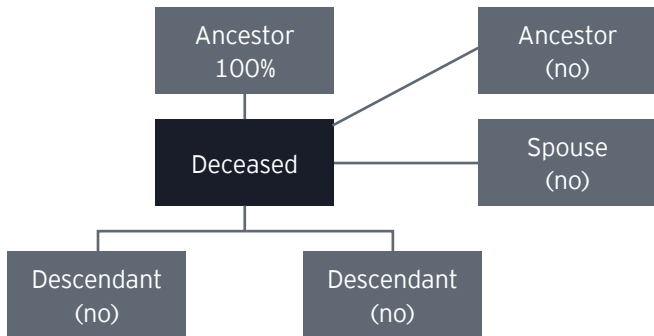 Ancestor
100%
Ancestor
(no)
Deceased
Spouse
(no)
Descendant
(no)
Descendant
(no)